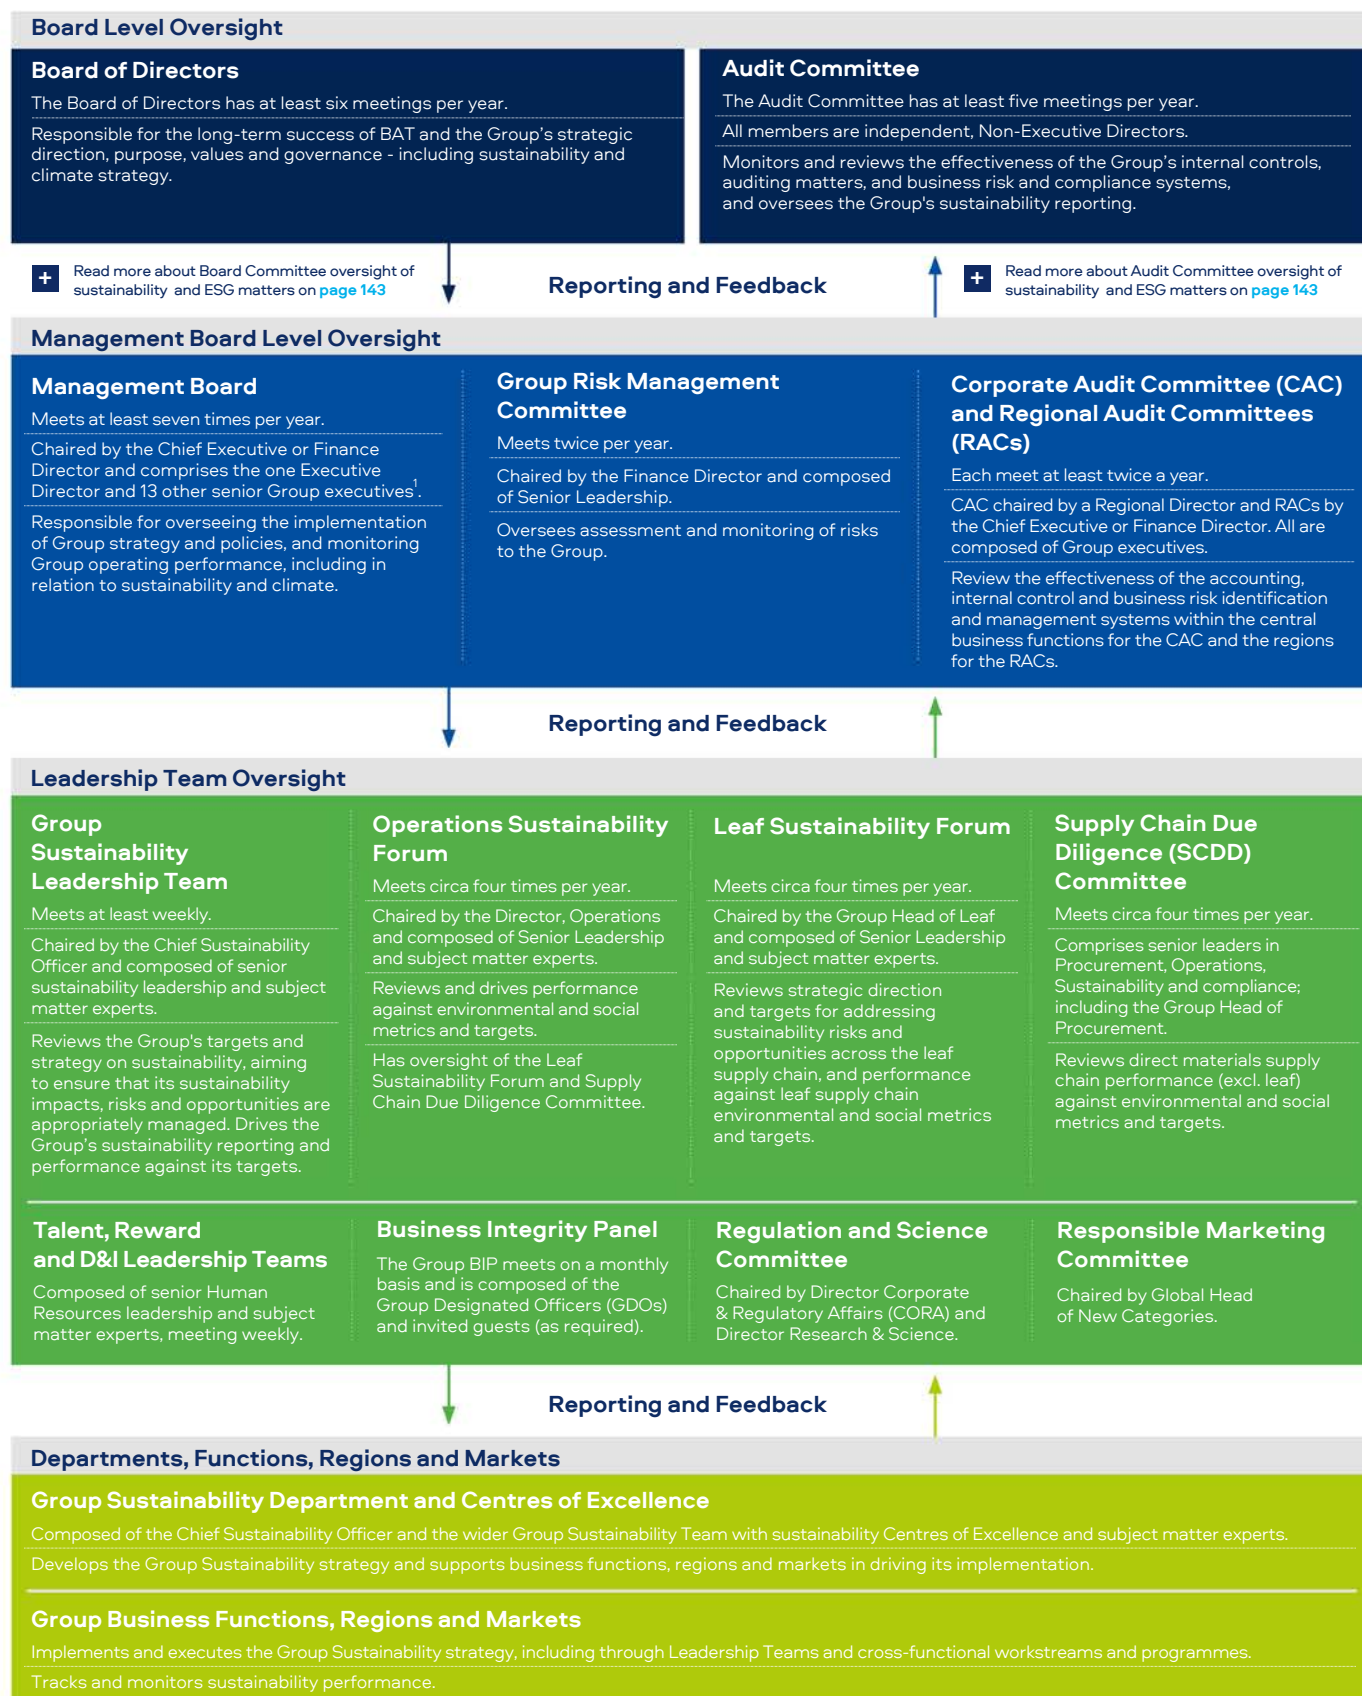 Board Level Oversight
Board of Directors
The Board of Directors has at least six meetings per year.
Responsible for the long-term success of BAT and the Group's strategic
direction, purpose, values and governance - including sustainability and
climate strategy.
Audit Committee
The Audit Committee has at least five meetings per year.
All members are independent, Non-Executive Directors.
Monitors and reviews the effectiveness of the Group's internal controls,
auditing matters, and business risk and compliance systems,
and oversees the Group's sustainability reporting.
+ Read more about Board Committee oversight of
sustainability and ESG matters on page 143
Reporting and Feedback
+ Read more about Audit Committee oversight of
sustainability and ESG matters on page 143
Management Board Level Oversight
Management Board
Meets at least seven times per year.
Chaired by the Chief Executive or Finance
Director and comprises the one Executive
Director and 13 other senior Group executives¹.
Responsible for overseeing the implementation
of Group strategy and policies, and monitoring
Group operating performance, including in
relation to sustainability and climate.
Group Risk Management
Committee
Meets twice per year.
Chaired by the Finance Director and composed
of Senior Leadership.
Oversees assessment and monitoring of risks
to the Group.
Corporate Audit Committee (CAC)
and Regional Audit Committees
(RACs)
Each meet at least twice a year.
CAC chaired by a Regional Director and RACs by
the Chief Executive or Finance Director. All are
composed of Group executives.
Review the effectiveness of the accounting,
internal control and business risk identification
and management systems within the central
business functions for the CAC and the regions
for the RACs.
Reporting and Feedback
Leadership Team Oversight
Group
Sustainability
Leadership Team
Meets at least weekly.
Chaired by the Chief Sustainability
Officer and composed of senior
sustainability leadership and subject
matter experts.
Reviews the Group's targets and
strategy on sustainability, aiming
to ensure that its sustainability
impacts, risks and opportunities are
appropriately managed. Drives the
Group's sustainability reporting and
performance against its targets.
Operations Sustainability
Forum
Meets circa four times per year.
Chaired by the Director, Operations
and composed of Senior Leadership
and subject matter experts.
Reviews and drives performance
against environmental and social
metrics and targets.
Has oversight of the Leaf
Sustainability Forum and Supply
Chain Due Diligence Committee.
Leaf Sustainability Forum
Meets circa four times per year.
Chaired by the Group Head of Leaf
and composed of Senior Leadership
and subject matter experts.
Reviews strategic direction
and targets for addressing
sustainability risks and
opportunities across the leaf
supply chain, and performance
against leaf supply chain
environmental and social metrics
and targets.
Supply Chain Due
Diligence (SCDD)
Committee
Meets circa four times per year.
Comprises senior leaders in
Procurement, Operations,
Sustainability and compliance;
including the Group Head of
Procurement.
Reviews direct materials supply
chain performance (excl. leaf)
against environmental and social
metrics and targets.
Talent, Reward
and D&I Leadership Teams
Composed of senior Human
Resources leadership and subject
matter experts, meeting weekly.
Business Integrity Panel
The Group BIP meets on a monthly
basis and is composed of the
Group Designated Officers (GDOs)
and invited guests (as required).
Regulation and Science
Committee
Chaired by Director Corporate
& Regulatory Affairs (CORA) and
Director Research & Science.
Responsible Marketing
Committee
Chaired by Global Head
of New Categories.
Reporting and Feedback
Departments, Functions, Regions and Markets
Group Sustainability Department and Centres of Excellence
Composed of the Chief Sustainability Officer and the wider Group Sustainability Team with sustainability Centres of Excellence and subject matter experts.
Develops the Group Sustainability strategy and supports business functions, regions and markets in driving its implementation.
Group Business Functions, Regions and Markets
Implements and executes the Group Sustainability strategy, including through Leadership Teams and cross-functional workstreams and programmes.
Tracks and monitors sustainability performance.